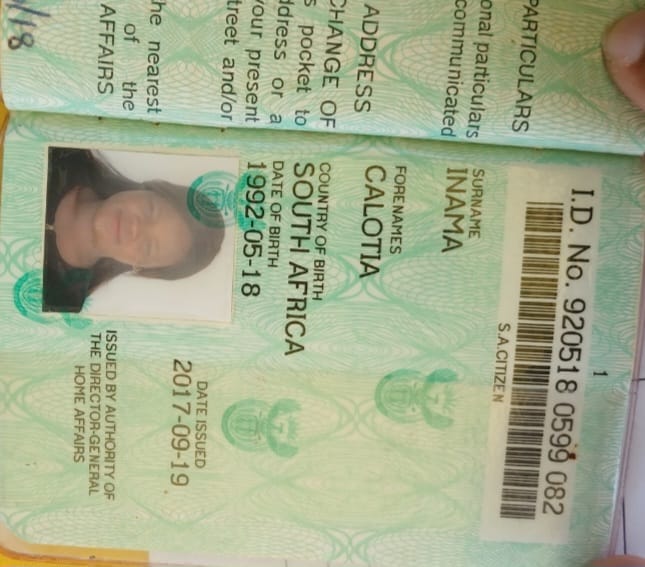 PARTICULARS
onal particulars
communicated
ADDRESS
CHANGE OF
s pocket to
ddress or a
your present
treet and/or
he nearest
of the
AFFAIRS
/18
1
I.D. No. 920518 0599 082
S.A.CITIZEN
SURNAME
INAMA
FORENAMES
CALOTIA
COUNTRY OF BIRTH
SOUTH AFRICA
DATE OF BIRTH
1992-05-18
DATE ISSUED
2017-09-19
ISSUED BY AUTHORITY OF
THE DIRECTOR-GENERAL
HOME AFFAIRS